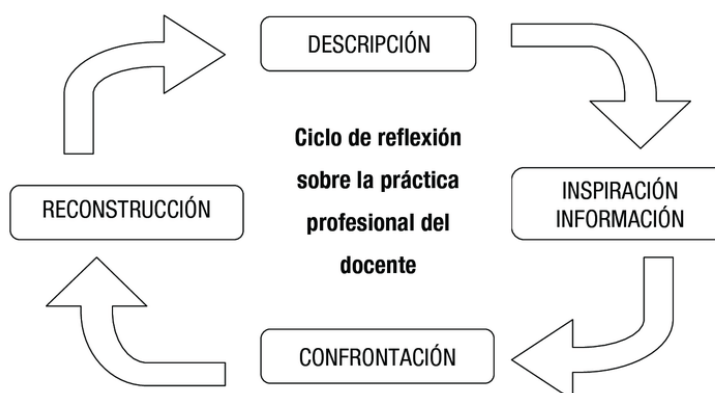 DESCRIPCIÓN
Ciclo de reflexión
sobre la práctica
profesional del
docente
RECONSTRUCCIÓN
INSPIRACIÓN
INFORMACIÓN
CONFRONTACIÓN